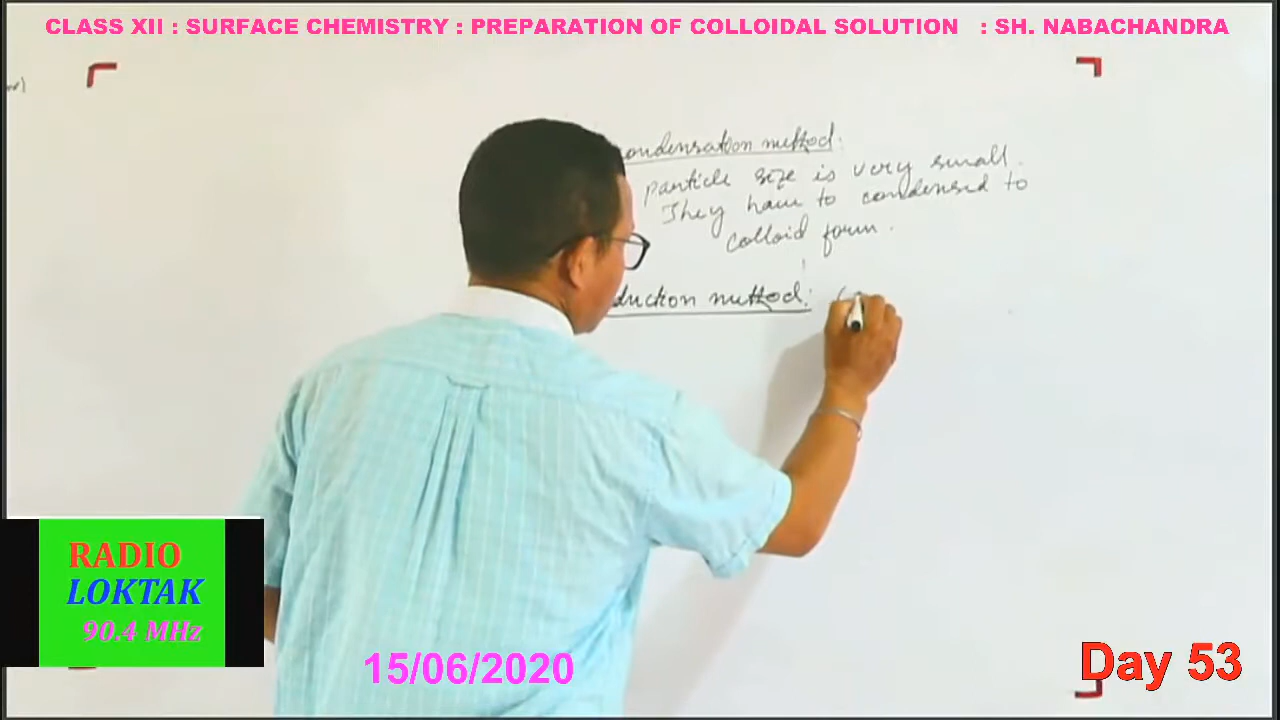 CLASS XII : SURFACE CHEMISTRY : PREPARATION OF COLLOIDAL SOLUTION : SH. NABACHANDRA
ondensation method:
particle size is very small.
They have to condensed to
colloid form.
duction method:
RADIO
LOKTAK
90.4 MHz
15/06/2020
Day 53